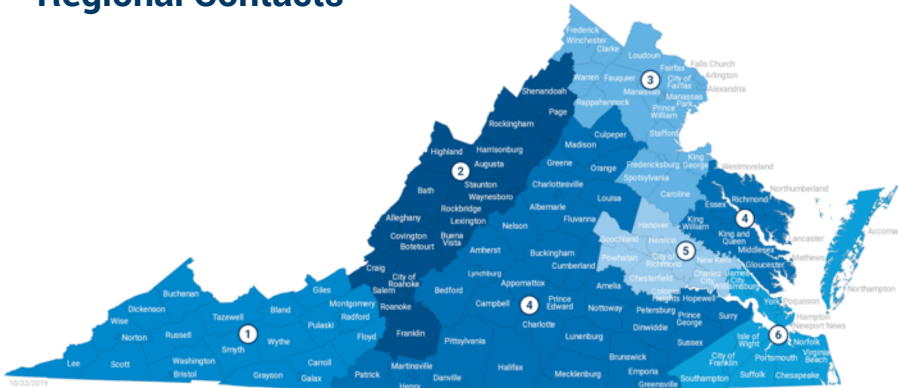 Regional Contacts
Frederick
Winchester
Clarke
Loudoun
Falls Church
Fairfax
Arlington
Warren
Fauquier
3
City of
Fairfax
Alexandria
Manassas
Manassas
Park
Rappahannock
Prince
William
Stafford
Shenandoah
Page
Rockingham
Culpeper
Madison
Highland
Harrisonburg
Augusta
2
Greene
Orange
Fredericksburg
King
George
Westmoreland
Spotsylvania
Bath
Staunton
Waynesboro
Charlottesville
Caroline
Northumberland
Essex
Richmond
Rockbridge
Louisa
Albemarle
Alleghany
Lexington
Nelson
Fluvanna
Hanover
King
William
4
Covington
Buena
Vista
Botetourt
Goochland
Henrico
King and
Queen
Lancaster
Accoma
Amherst
Buckingham
Powhatan
City of
Richmond
5
New Kent
Middlesex
Mathews
Craig
Cumberland
Gloucester
City of
Roanoke
Salem
Lynchburg
Appomattox
Amelia
Chesterfield
Charles
City
James
City
Williamsburg
Northampton
Buchanan
Giles
Bedford
Colonial
Heights
Hopewell
York
Poquoson
Dickenson
Tazewell
Bland
Montgomery
Radford
Roanoke
Campbell
4
Prince
Edward
Nottoway
Petersburg
Prince
George
Surry
Hampton
Newport News
Wise
Pulaski
Charlotte
Dinwiddie
Norton
Russell
1
Wythe
Floyd
Franklin
Pittsylvania
Lunenburg
Sussex
Isle of
Wight
6
Norfolk
Smyth
Lee
Scott
Washington
Carroll
Brunswick
City of
Franklin
Portsmouth
Virginia
Beach
Bristol
Grayson
Galax
Patrick
Martinsville
Henry
Danville
Halifax
Mecklenburg
Emporia
Greensville
Southampton
Suffolk
Chesapeake
10/23/2019